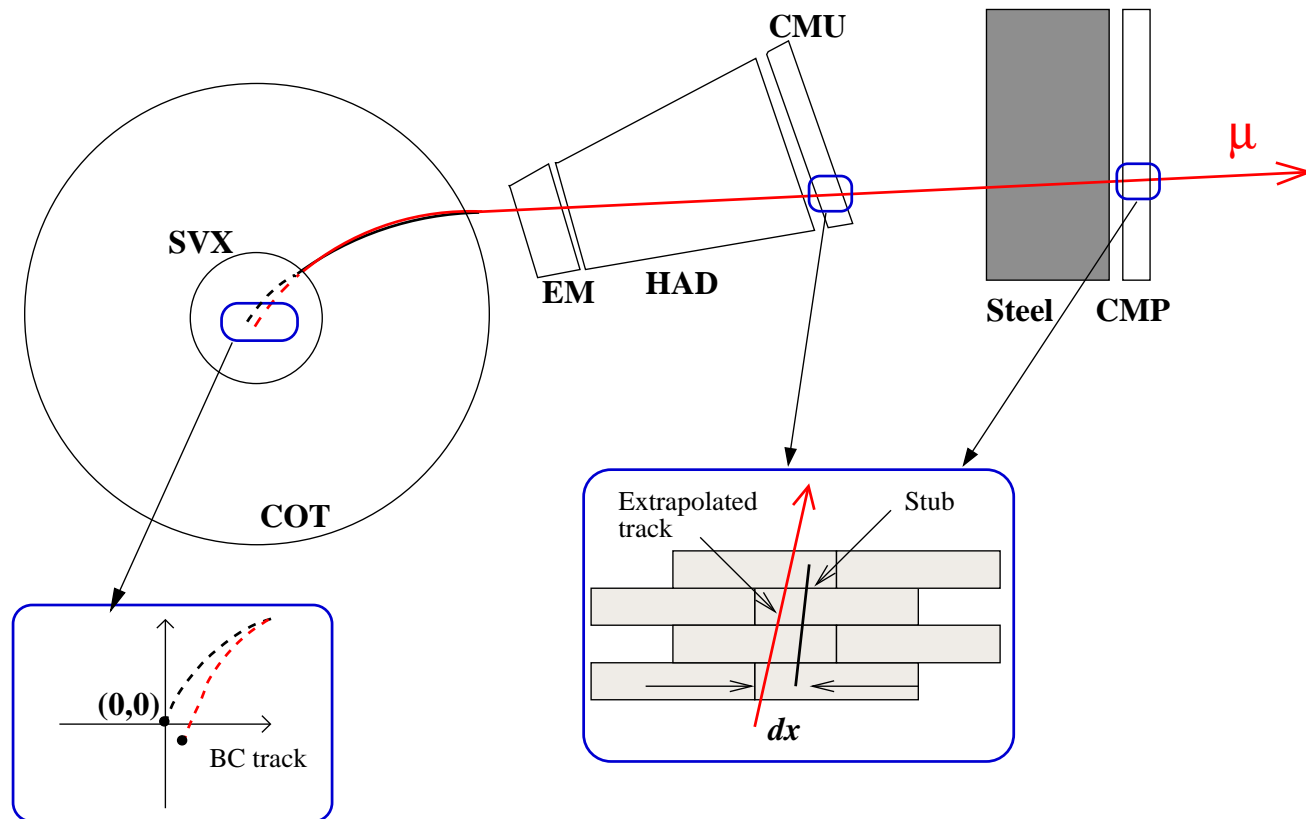 CMU
μ
SVX
EM
HAD
Steel
CMP
COT
Extrapolated
track
Stub
(0,0)
BC track
dx